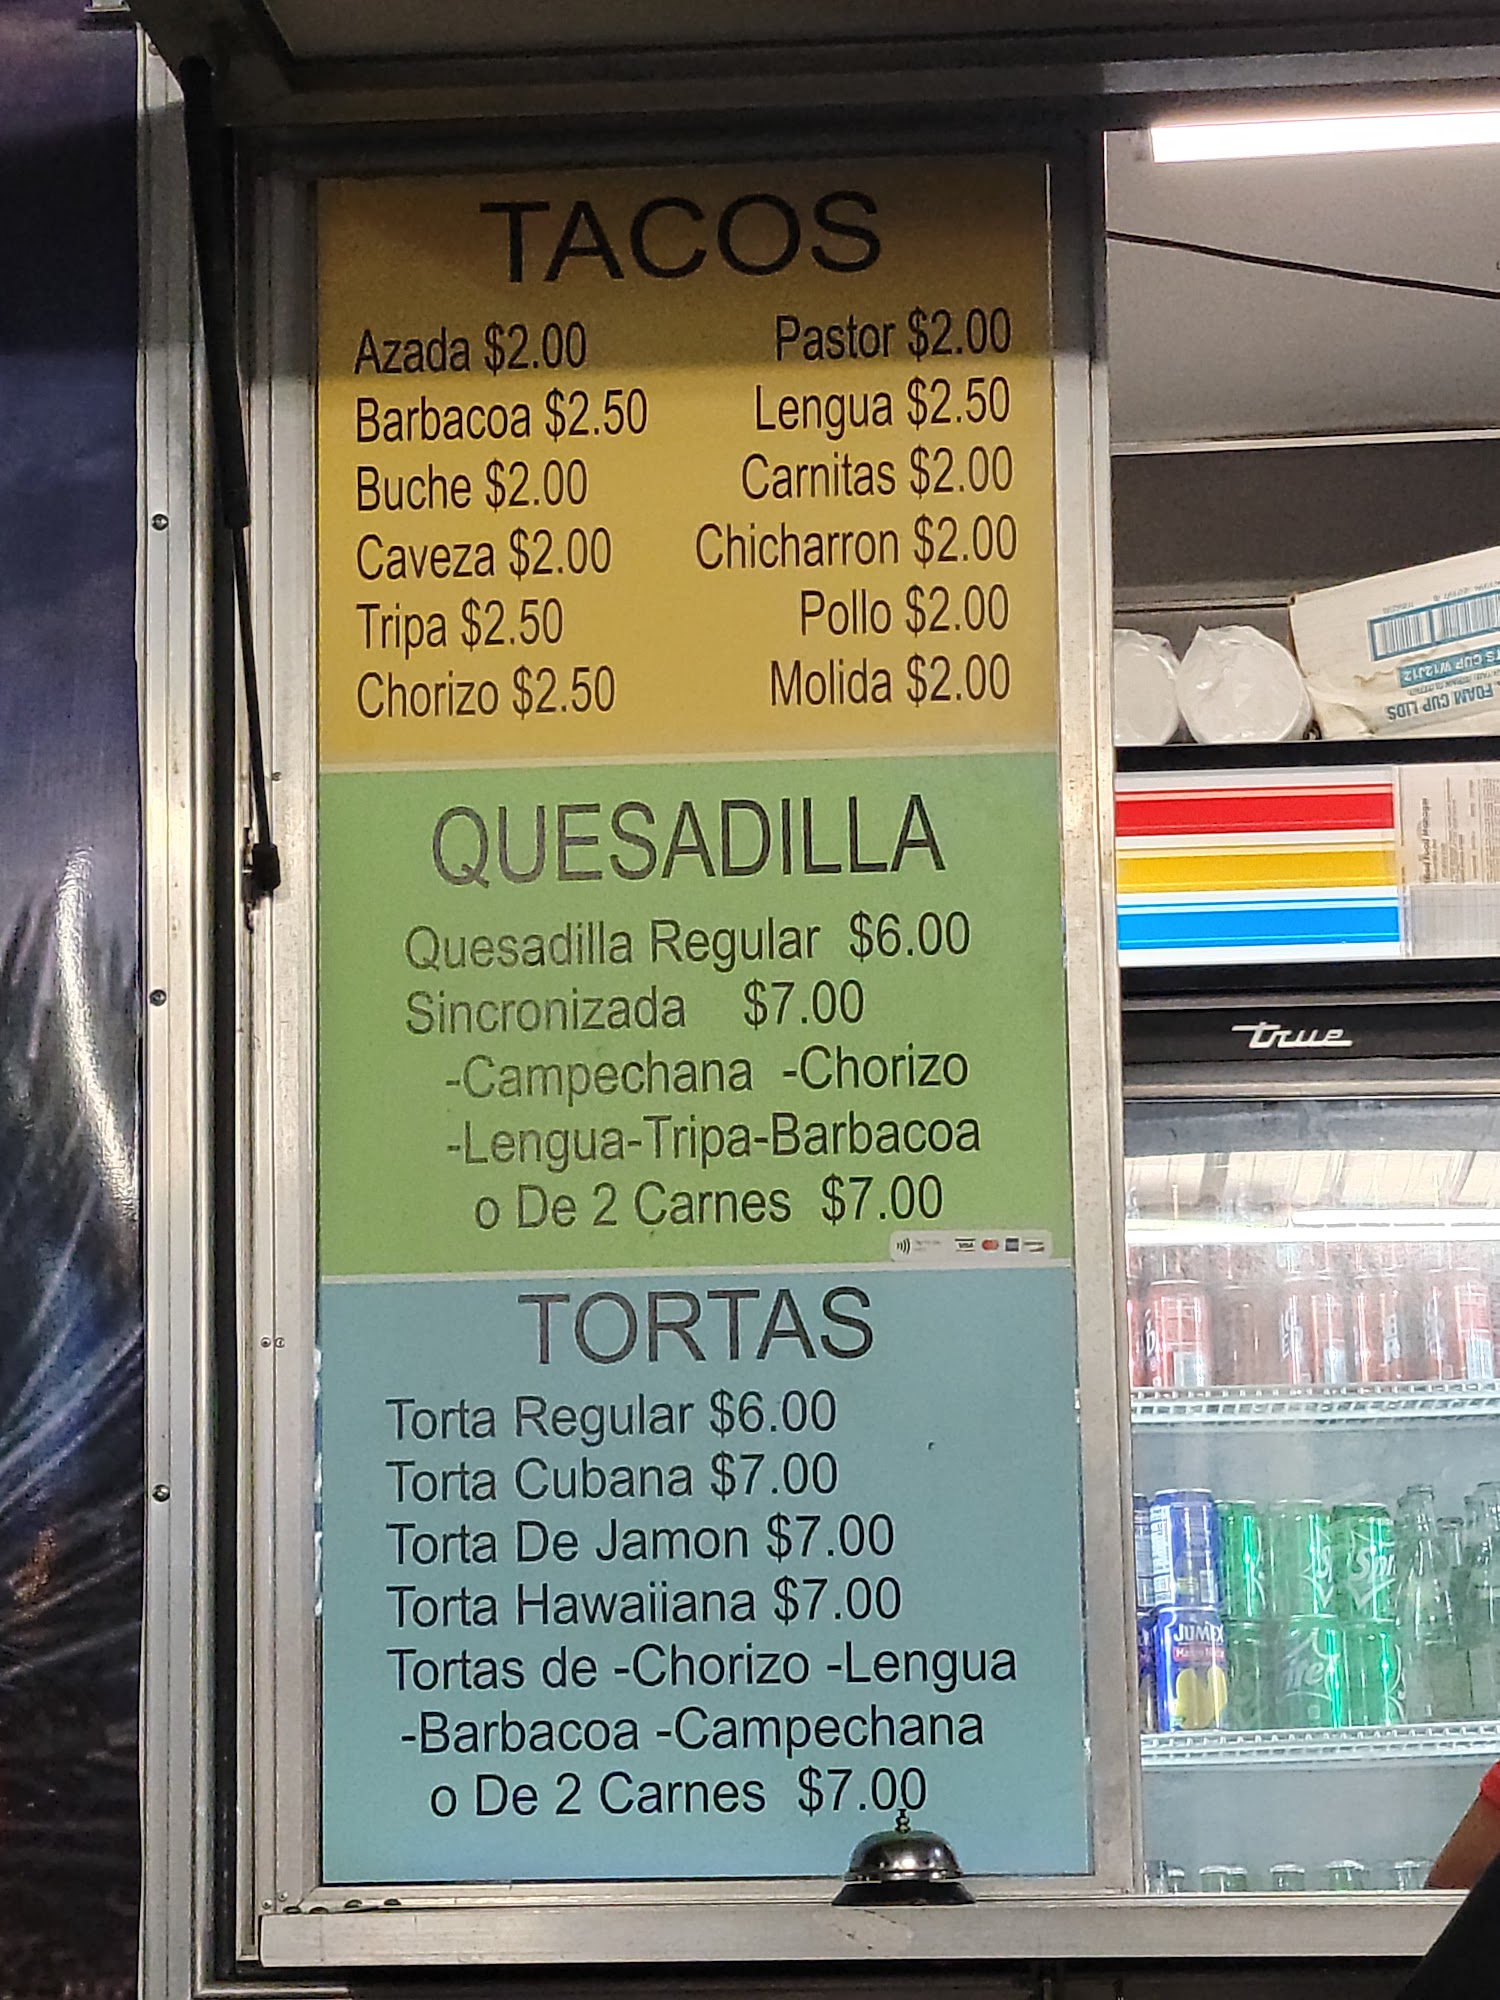 TACOS
Azada $2.00
Barbacoa $2.50
Buche $2.00
Caveza $2.00
Tripa $2.50
Chorizo $2.50
Pastor $2.00
Lengua $2.50
Carnitas $2.00
Chicharron $2.00
Pollo $2.00
Molida $2.00
QUESADILLA
Quesadilla Regular $6.00
Sincronizada $7.00
-Campechana -Chorizo
-Lengua-Tripa-Barbacoa
o De 2 Carnes $7.00
VISA
TORTAS
Torta Regular $6.00
Torta Cubana $7.00
Torta De Jamon $7.00
Torta Hawaiiana $7.00
Tortas de -Chorizo -Lengua
-Barbacoa -Campechana
o De 2 Carnes $7.00
CUP W12J12
FOAM CUP LIDS
true
JUMEX